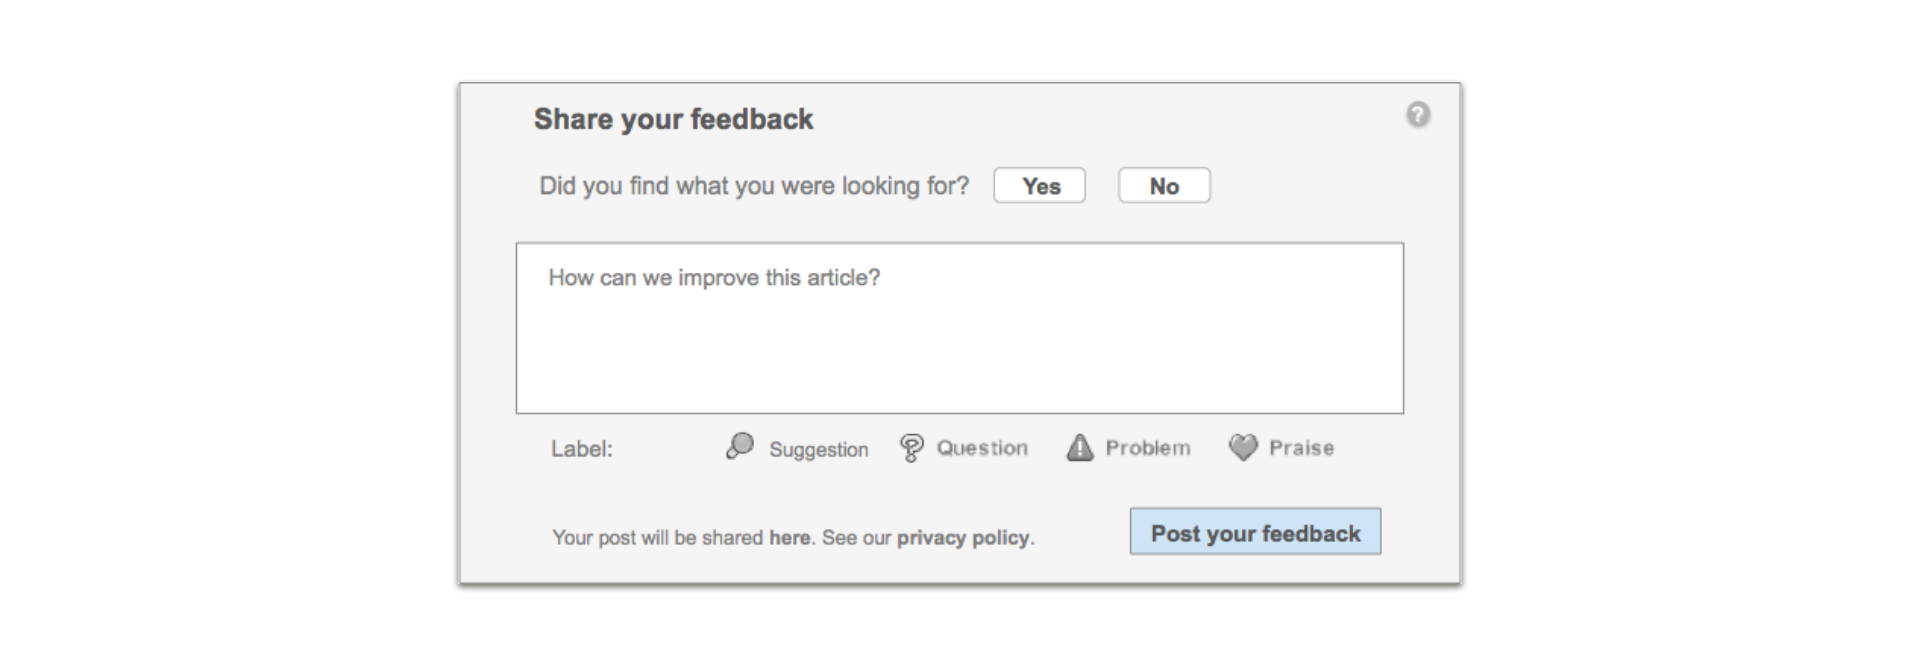 Share your feedback ?
Did you find what you were looking for? Yes No
How can we improve this article?
Label: Suggestion Question Problem Praise
Your post will be shared here. See our privacy policy. Post your feedback